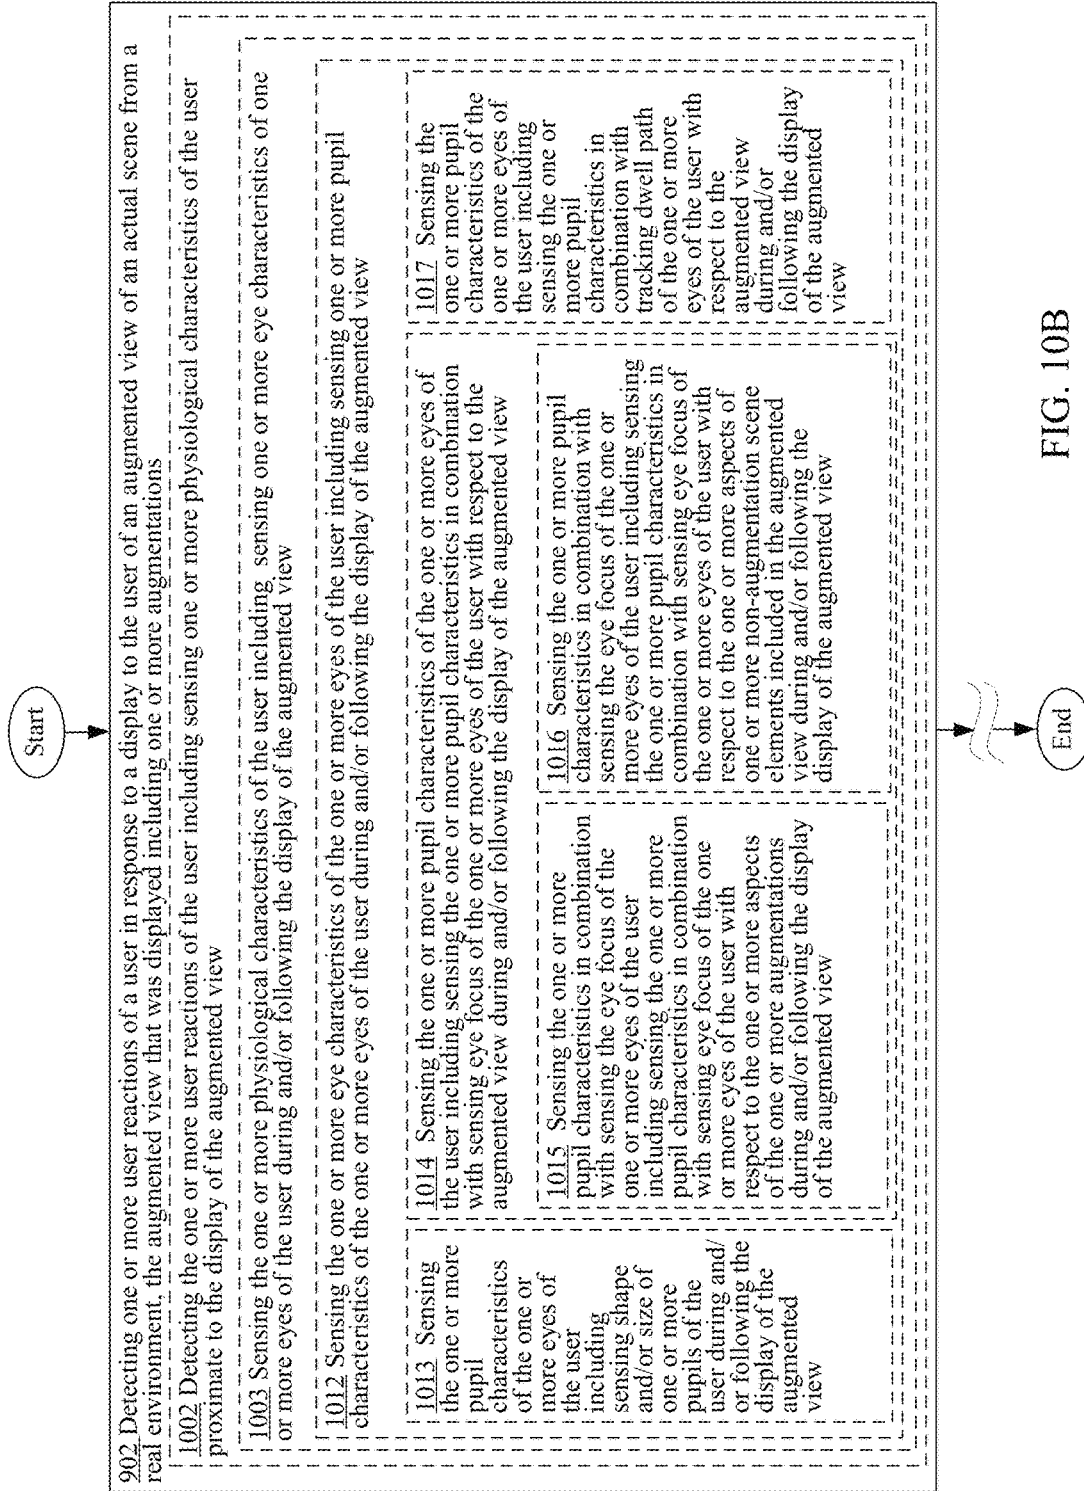 Start
902 Detecting one or more user reactions of a user in response to a display to the user of an augmented view of an actual scene from a
real environment, the augmented view that was displayed including one or more augmentations
1002 Detecting the one or more user reactions of the user including sensing one or more physiological characteristics of the user
proximate to the display of the augmented view
1003 Sensing the one or more physiological characteristics of the user including sensing one or more eye characteristics of one
or more eyes of the user during and/or following the display of the augmented view
1012 Sensing the one or more eye characteristics of the one or more eyes of the user including sensing one or more pupil
characteristics of the one or more eyes of the user during and/or following the display of the augmented view
1013 Sensing
the one or more
pupil
characteristics
of the one or
more eyes of
the user
including
sensing shape
and/or size of
one or more
pupils of the
user during and/
or following the
display of the
augmented
view
1014 Sensing the one or more pupil characteristics of the one or more eyes of
the user including sensing the one or more pupil characteristics in combination
with sensing eye focus of the one or more eyes of the user with respect to the
augmented view during and/or following the display of the augmented view
1015 Sensing the one or more
pupil characteristics in combination
with sensing the eye focus of the
one or more eyes of the user
including sensing the one or more
pupil characteristics in combination
with sensing eye focus of the one
or more eyes of the user with
respect to the one or more aspects
of the one or more augmentations
during and/or following the display
of the augmented view
1016 Sensing the one or more pupil
characteristics in combination with
sensing the eye focus of the one or
more eyes of the user including sensing
the one or more pupil characteristics in
combination with sensing eye focus of
the one or more eyes of the user with
respect to the one or more aspects of
one or more non-augmentation scene
elements included in the augmented
view during and/or following the
display of the augmented view
1017 Sensing the
one or more pupil
characteristics of the
one or more eyes of
the user including
sensing the one or
more pupil
characteristics in
combination with
tracking dwell path
of the one or more
eyes of the user with
respect to the
augmented view
during and/or
following the display
of the augmented
view
End
FIG. 10B